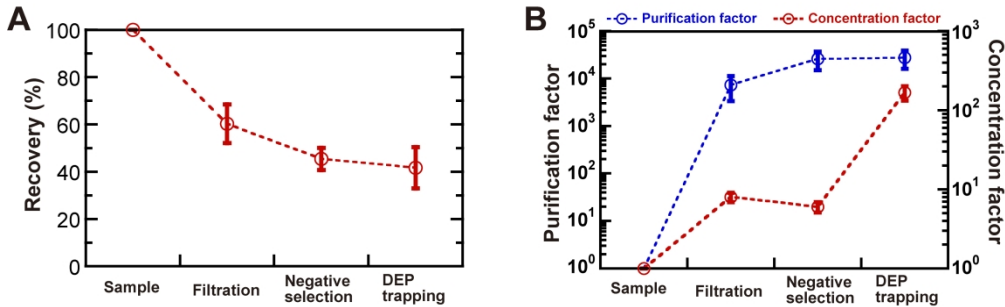 A
Recovery (%)
100
80
60
40
20
0
Sample
Filtration
Negative
selection
DEP
trapping
B
Purification factor
Concentration factor
Purification factor
10^5
10^4
10^3
10^2
10^1
10^0
10^3
10^2
10^1
10^0
Concentration factor
Sample
Filtration
Negative
selection
DEP
trapping